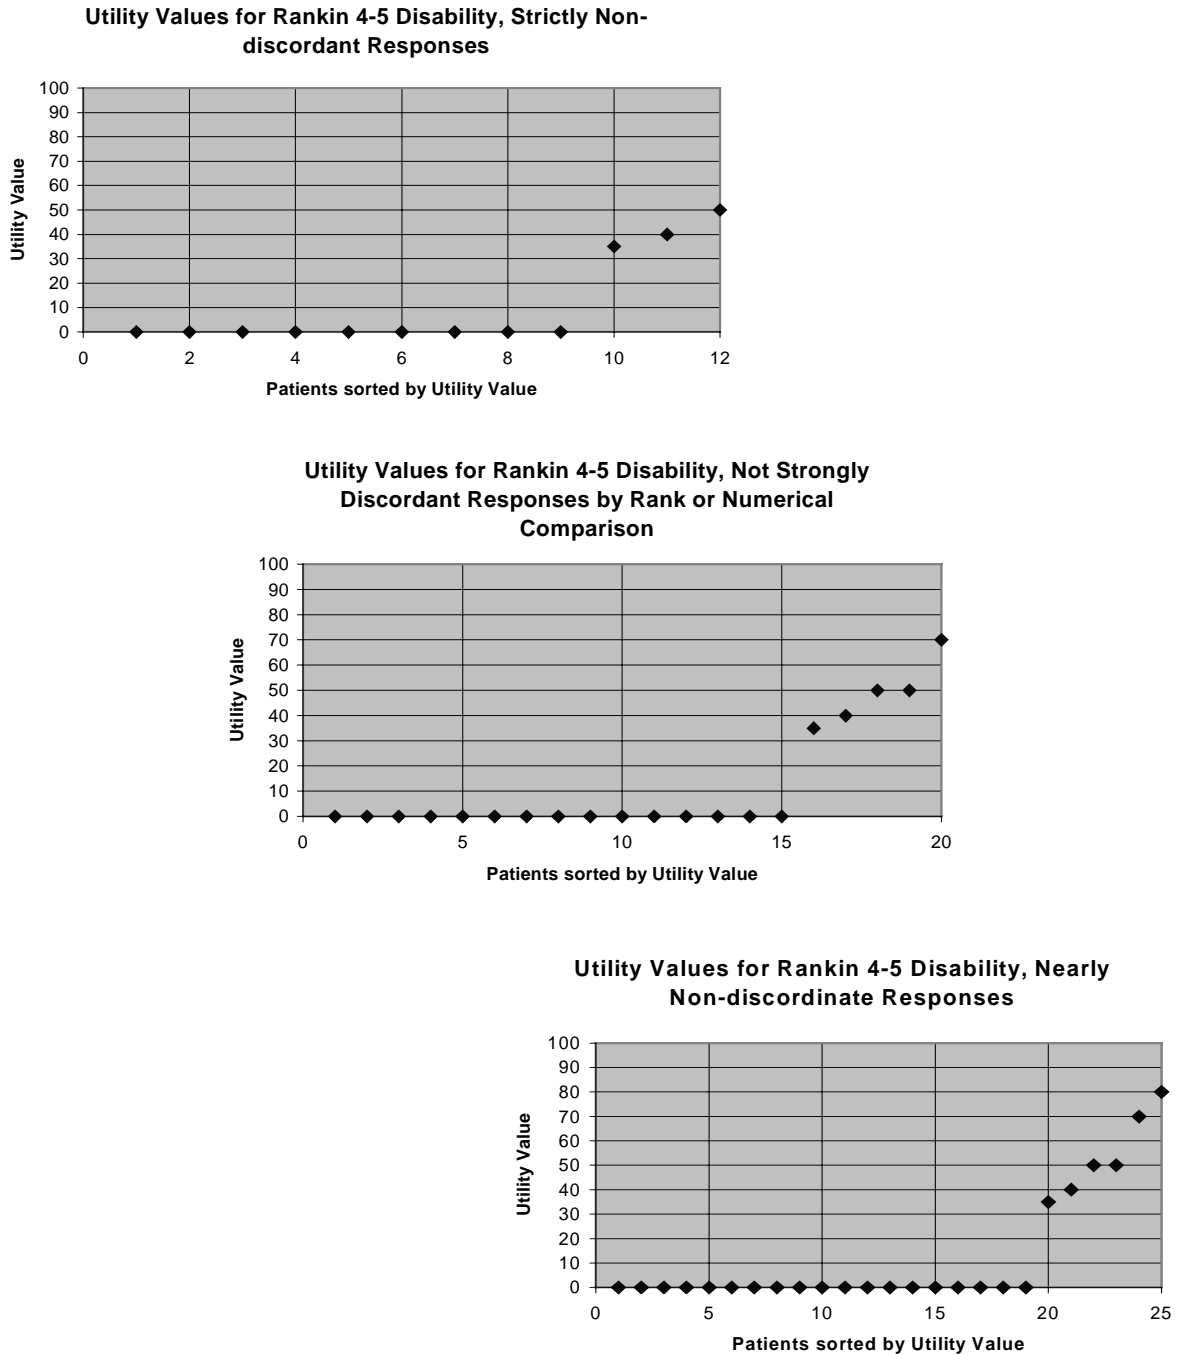 Utility Values for Rankin 4-5 Disability, Strictly Non-
discordant Responses
100
90
80
70
60
50
40
30
20
10
0
Utility Value
0 2 4 6 8 10 12
Patients sorted by Utility Value
Utility Values for Rankin 4-5 Disability, Not Strongly
Discordant Responses by Rank or Numerical
Comparison
100
90
80
70
60
50
40
30
20
10
0
Utility Value
0 5 10 15 20
Patients sorted by Utility Value
Utility Values for Rankin 4-5 Disability, Nearly
Non-discordinate Responses
100
90
80
70
60
50
40
30
20
10
0
Utility Value
0 5 10 15 20 25
Patients sorted by Utility Value